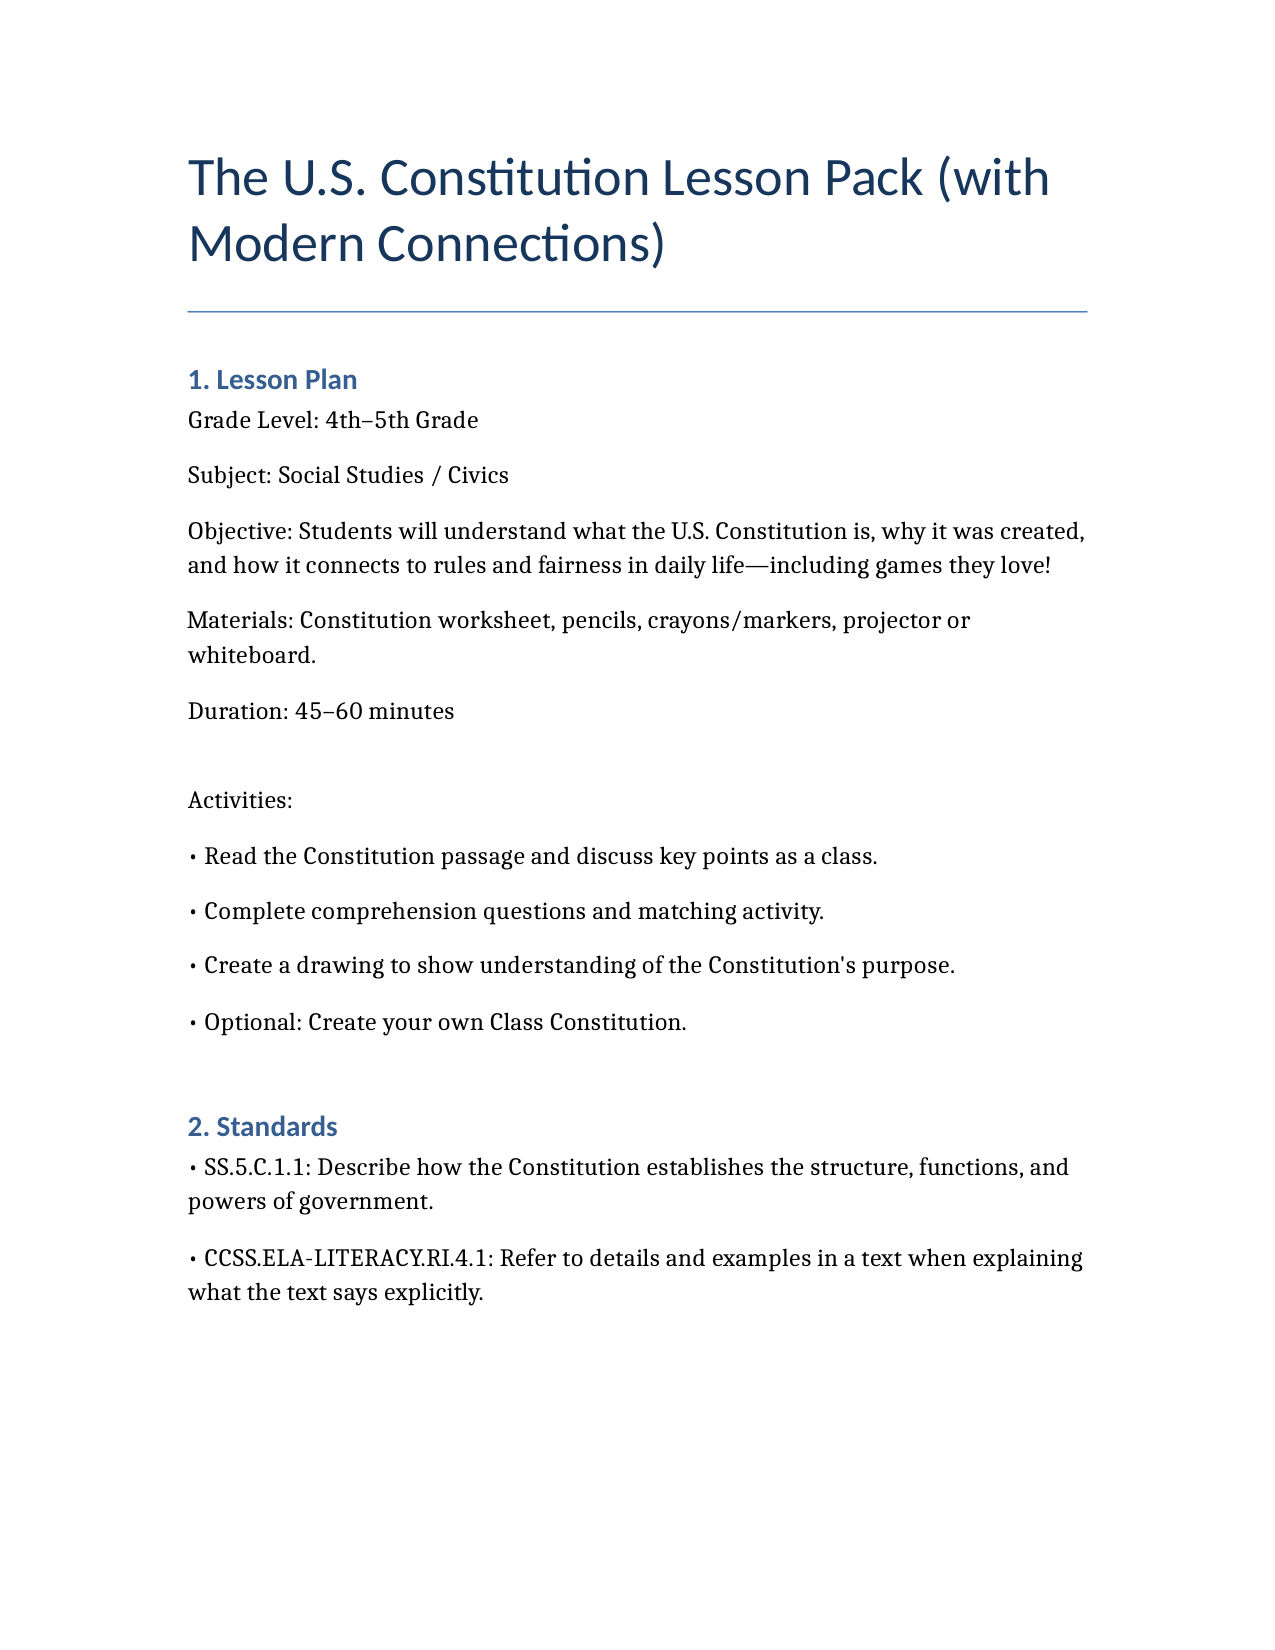 The U.S. Constitution Lesson Pack (with
Modern Connections)
1. Lesson Plan
Grade Level: 4th–5th Grade
Subject: Social Studies / Civics
Objective: Students will understand what the U.S. Constitution is, why it was created,
and how it connects to rules and fairness in daily life—including games they love!
Materials: Constitution worksheet, pencils, crayons/markers, projector or
whiteboard.
Duration: 45–60 minutes
Activities:
• Read the Constitution passage and discuss key points as a class.
• Complete comprehension questions and matching activity.
• Create a drawing to show understanding of the Constitution's purpose.
• Optional: Create your own Class Constitution.
2. Standards
• SS.5.C.1.1: Describe how the Constitution establishes the structure, functions, and
powers of government.
• CCSS.ELA-LITERACY.RI.4.1: Refer to details and examples in a text when explaining
what the text says explicitly.